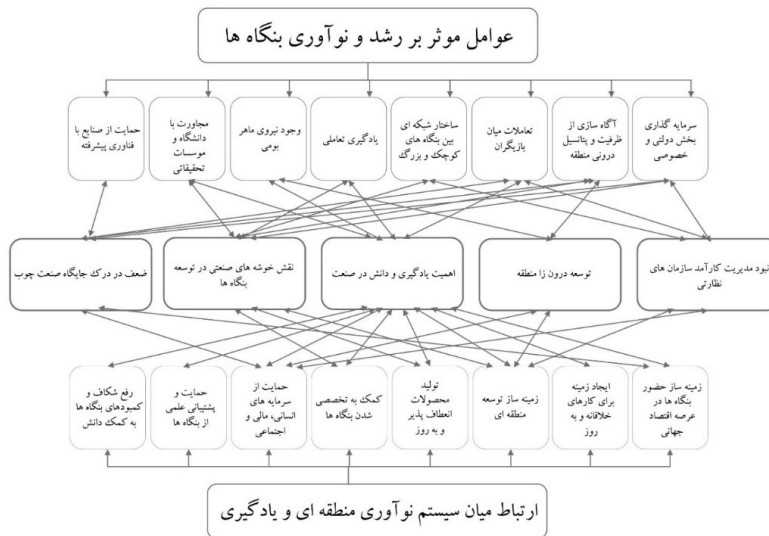 عوامل موثر بر رشد و نوآوری بنگاه ها
سرمایه گذاری
بخش دولتی و
خصوصی
آگاه سازی از
ظرفیت و پتانسیل
درونی منطقه
تعاملات میان
بازیگران
ساختار شبکه ای
بین بنگاه های
کوچک و بزرگ
یادگیری تعاملی
وجود نیروی ماهر
بومی
مجاورت با
دانشگاه و
موسسات
تحقیقاتی
حمایت از صنایع با
فناوری پیشرفته
نبود مدیریت کارآمد سازمان های
نظارتی
توسعه درون زا منطقه
اهمیت یادگیری و دانش در صنعت
نقش خوشه های صنعتی در توسعه
بنگاه ها
ضعف در درک جایگاه صنعت چوب
زمینه ساز حضور
بنگاه ها در
عرصه اقتصاد
جهانی
ایجاد زمینه
برای کارهای
خلاقانه و به
روز
زمینه ساز توسعه
منطقه ای
تولید
محصولات
انعطاف پذیر
و به روز
کمک به تخصصی
شدن بنگاه ها
حمایت از
سرمایه های
انسانی، مالی و
اجتماعی
حمایت و
پشتیبانی علمی
از بنگاه ها
رفع شکاف و
کمبودهای بنگاه ها
به کمک دانش
ارتباط میان سیستم نوآوری منطقه ای و یادگیری